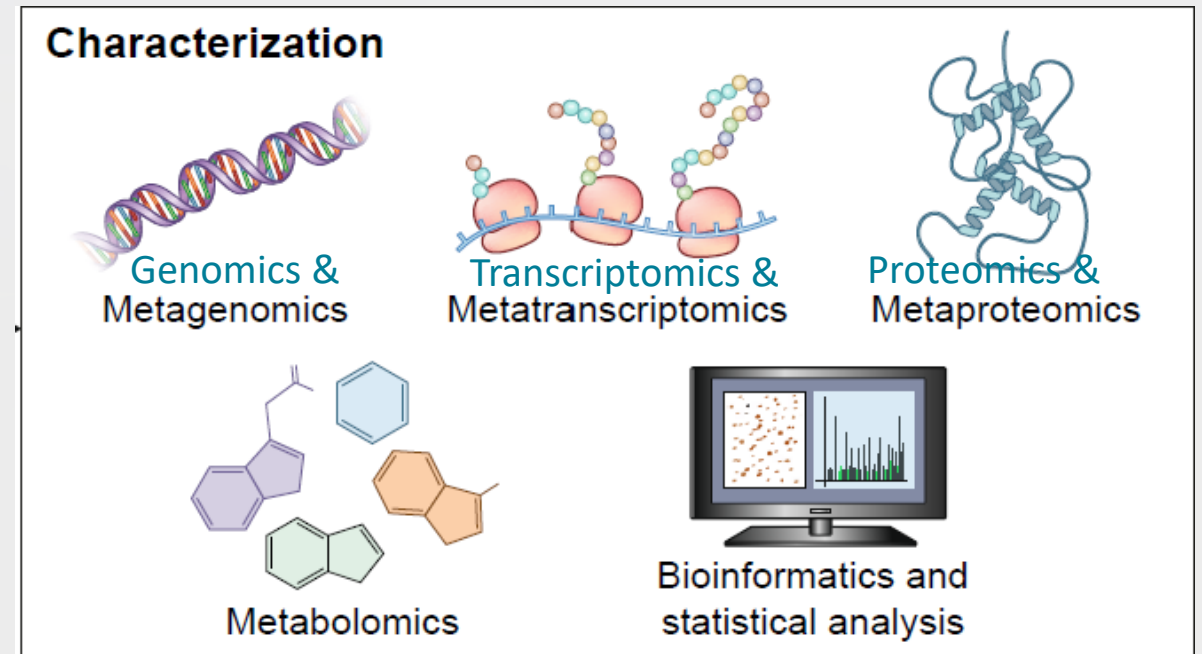 Characterization
Genomics &
Metagenomics
Transcriptomics &
Metatranscriptomics
Proteomics &
Metaproteomics
Metabolomics
Bioinformatics and
statistical analysis